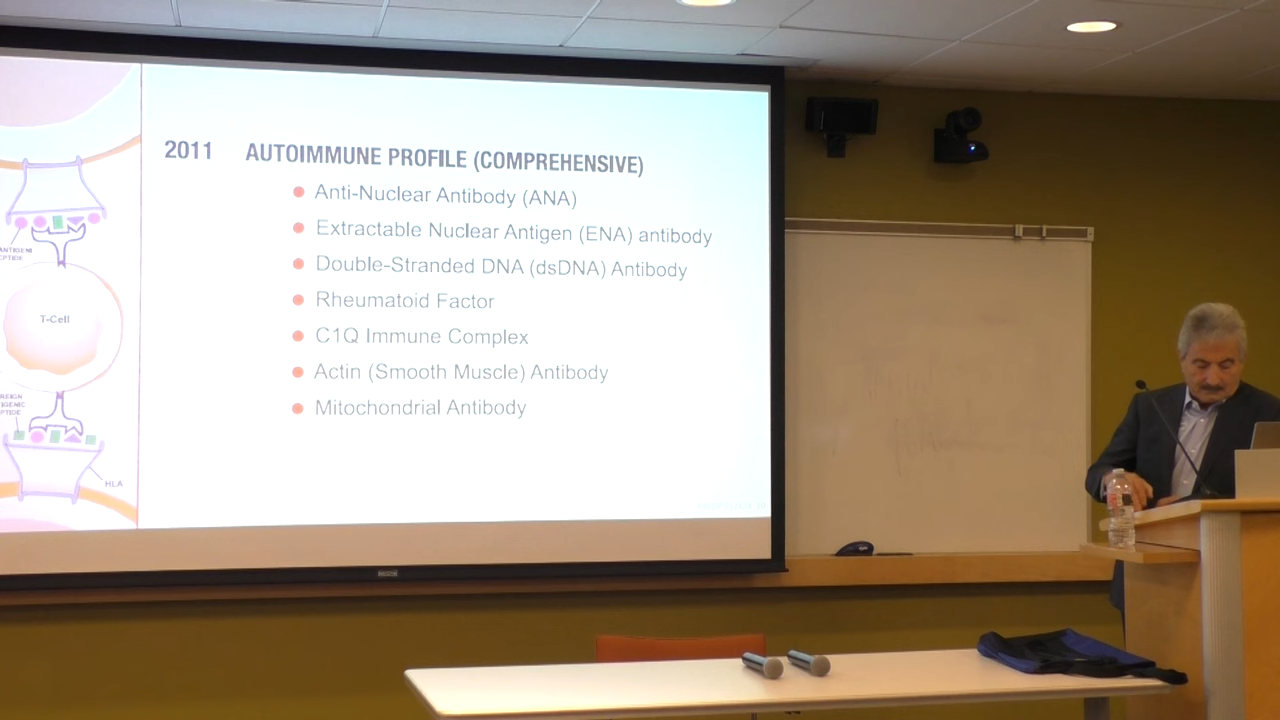 2011 AUTOIMMUNE PROFILE (COMPREHENSIVE)
Anti-Nuclear Antibody (ANA)
Extractable Nuclear Antigen (ENA) antibody
Double-Stranded DNA (dsDNA) Antibody
Rheumatoid Factor
C1Q Immune Complex
Actin (Smooth Muscle) Antibody
Mitochondrial Antibody
T-Cell
HLA